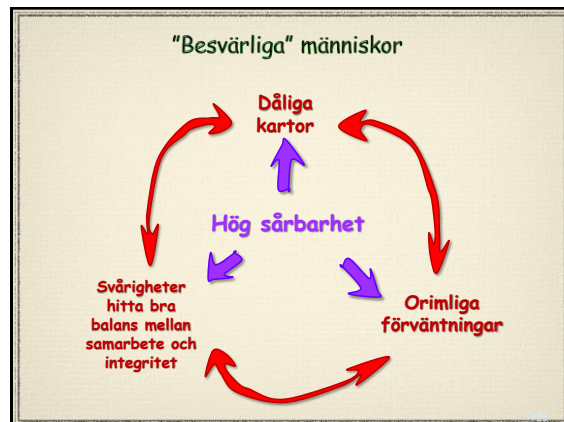 "Besvärliga" människor
Dåliga
kartor
Hög sårbarhet
Svårigheter
hitta bra
balans mellan
samarbete och
integritet
Orimliga
förväntningar